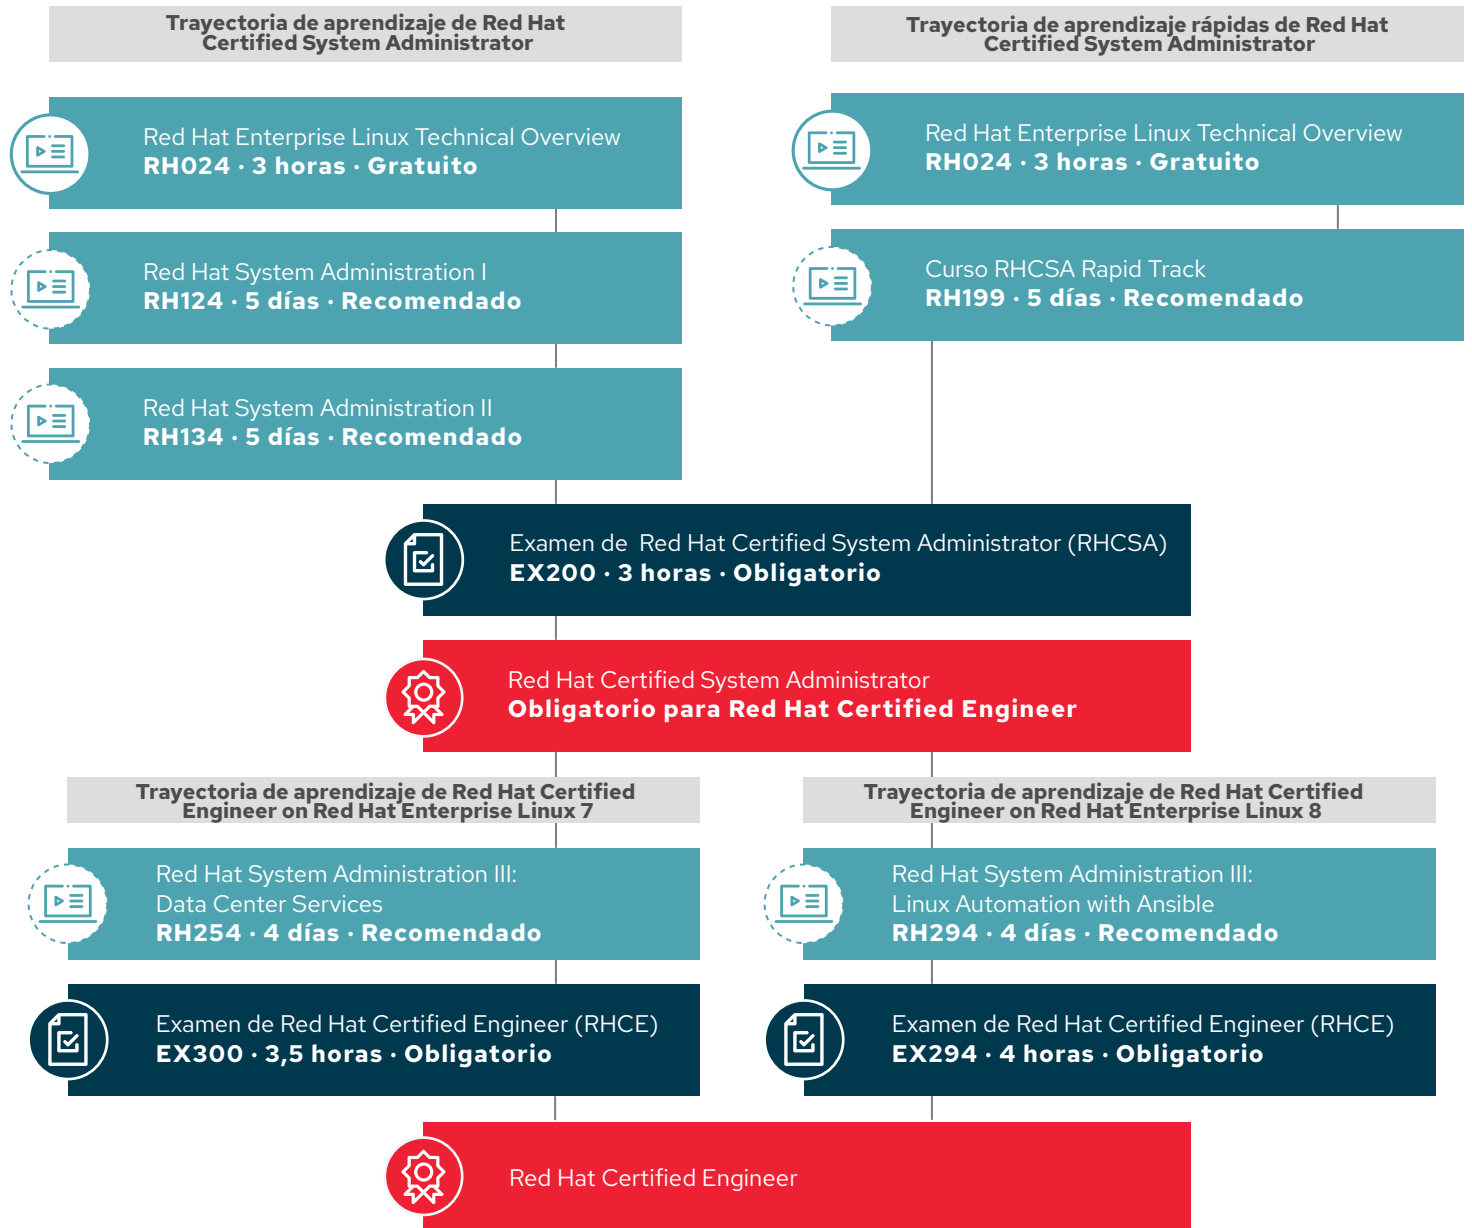 Trayectoria de aprendizaje de Red Hat
Certified System Administrator
Red Hat Enterprise Linux Technical Overview
RH024 · 3 horas · Gratuito
Red Hat System Administration I
RH124 · 5 días · Recomendado
Red Hat System Administration II
RH134 · 5 días · Recomendado
Trayectoria de aprendizaje rápidas de Red Hat
Certified System Administrator
Red Hat Enterprise Linux Technical Overview
RH024 · 3 horas · Gratuito
Curso RHCSA Rapid Track
RH199 · 5 días · Recomendado
Examen de  Red Hat Certified System Administrator (RHCSA)
EX200 · 3 horas · Obligatorio
Red Hat Certified System Administrator
Obligatorio para Red Hat Certified Engineer
Trayectoria de aprendizaje de Red Hat Certified
Engineer on Red Hat Enterprise Linux 7
Red Hat System Administration III:
Data Center Services
RH254 · 4 días · Recomendado
Examen de Red Hat Certified Engineer (RHCE)
EX300 · 3,5 horas · Obligatorio
Trayectoria de aprendizaje de Red Hat Certified
Engineer on Red Hat Enterprise Linux 8
Red Hat System Administration III:
Linux Automation with Ansible
RH294 · 4 días · Recomendado
Examen de Red Hat Certified Engineer (RHCE)
EX294 · 4 horas · Obligatorio
Red Hat Certified Engineer